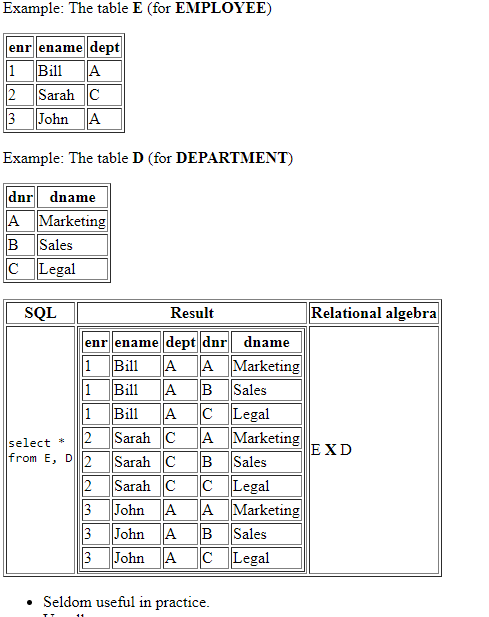 Example: The table E (for EMPLOYEE)
enr ename dept
1 Bill A
2 Sarah C
3 John A
Example: The table D (for DEPARTMENT)
dnr dname
A Marketing
B Sales
C Legal
SQL Result Relational algebra
select *
from E, D
enr ename dept dnr dname
1 Bill A A Marketing
1 Bill A B Sales
1 Bill A C Legal
2 Sarah C A Marketing
2 Sarah C B Sales
2 Sarah C C Legal
3 John A A Marketing
3 John A B Sales
3 John A C Legal
E X D
• Seldom useful in practice.